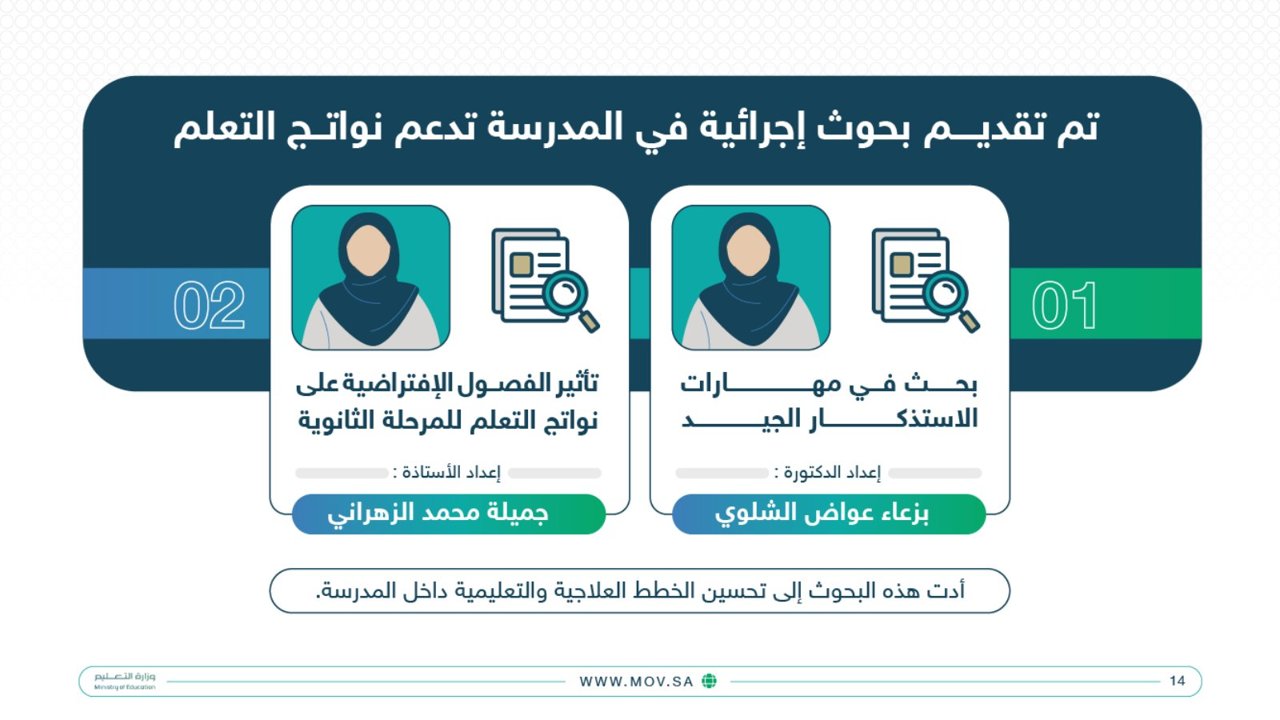 تم تقديم بحوث إجرائية في المدرسة تدعم نواتج التعلم
01
بحث في مهارات
الاستذكار الجيد
إعداد الدكتورة :
بزعاء عواض الشلوي
02
تأثير الفصول الإفتراضية على
نواتج التعلم للمرحلة الثانوية
إعداد الأستاذة :
جميلة محمد الزهراني
أدت هذه البحوث إلى تحسين الخطط العلاجية والتعليمية داخل المدرسة.
14
WWW.MOV.SA
وزارة التعليم
Ministry of Education